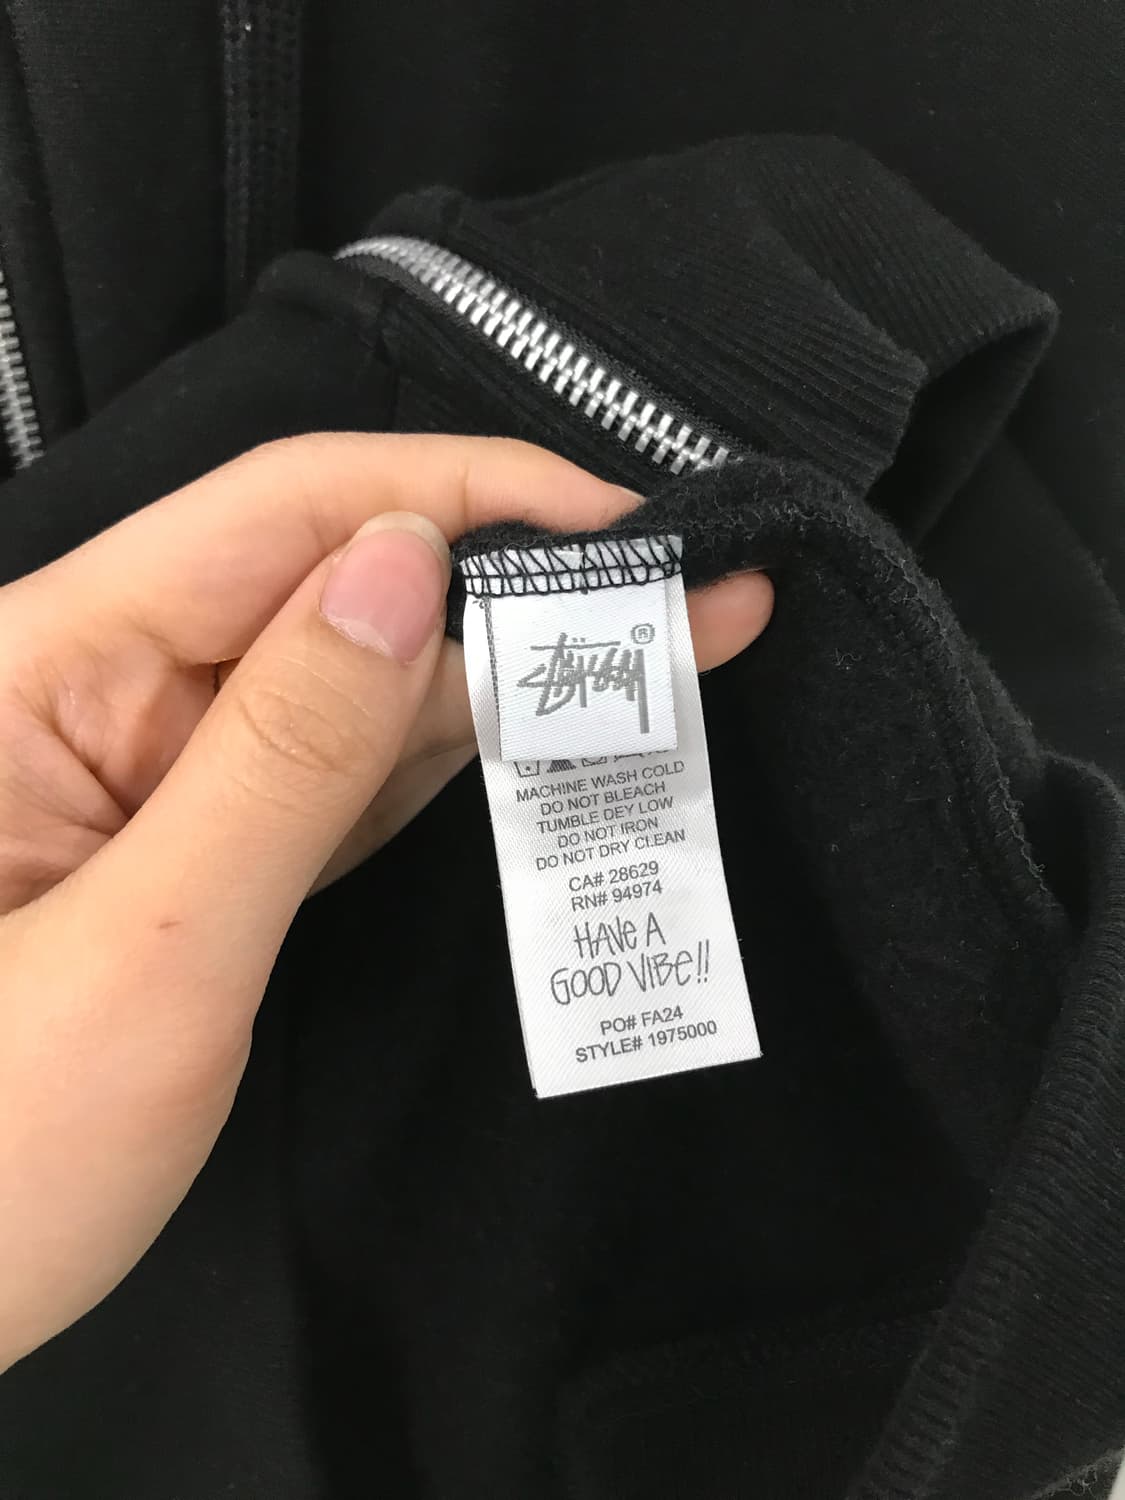 STÜSSY®
MACHINE WASH COLD
DO NOT BLEACH
TUMBLE DEY LOW
DO NOT IRON
DO NOT DRY CLEAN
CA# 28629
RN# 94974
HAVE A
GOOD VIBE!!
PO# FA24
STYLE# 1975000